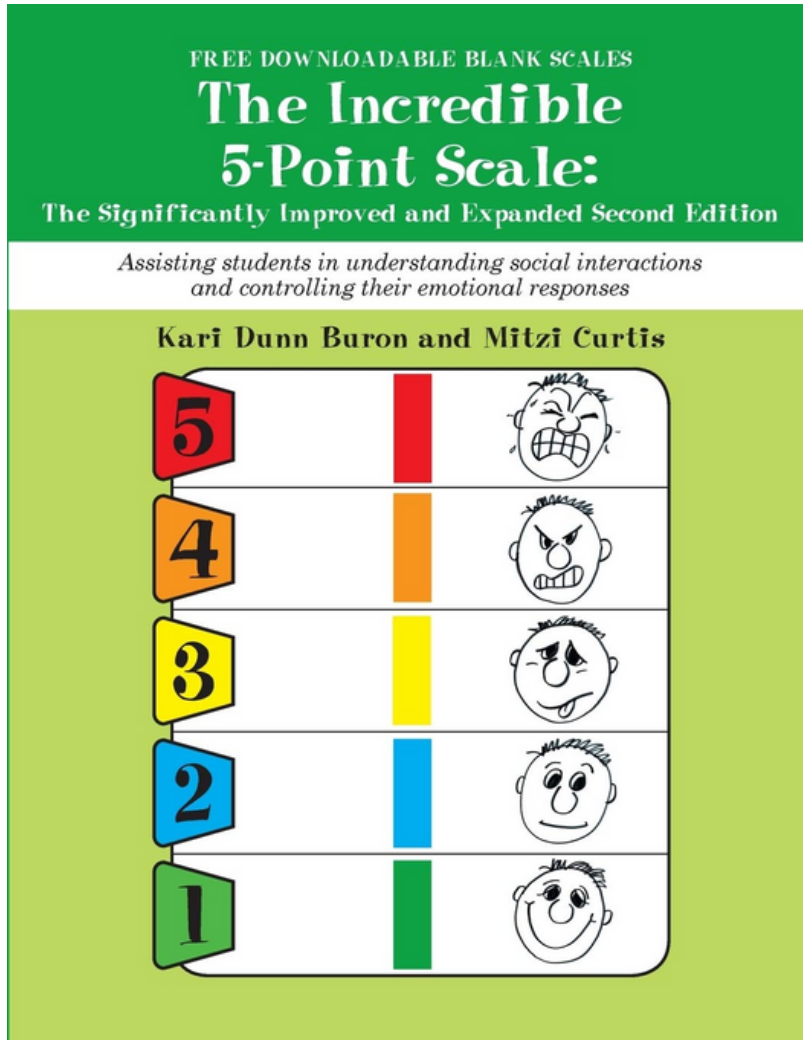 FREE DOWNLOADABLE BLANK SCALES
The Incredible
5-Point Scale:
The Significantly Improved and Expanded Second Edition
Assisting students in understanding social interactions
and controlling their emotional responses
Kari Dunn Buron and Mitzi Curtis
5
4
3
2
1